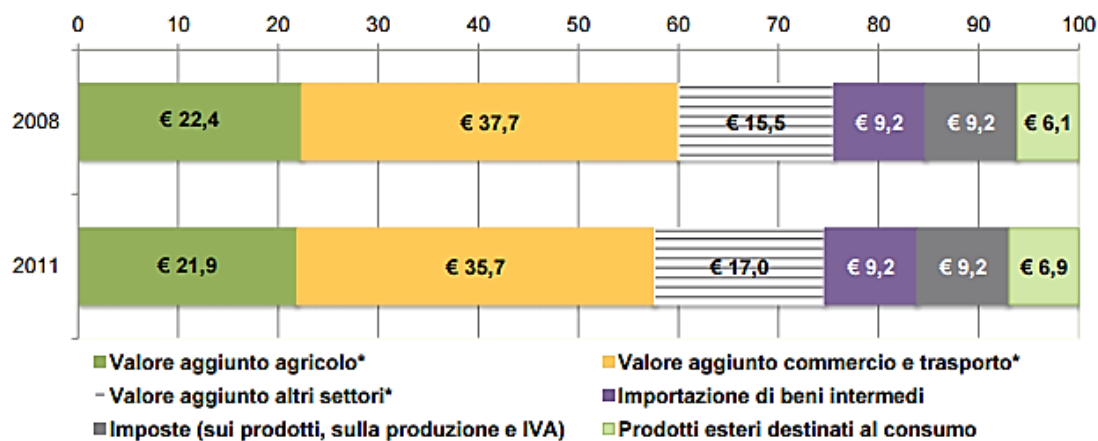 0 10 20 30 40 50 60 70 80 90 100
2008 € 22,4 € 37,7 € 15,5 € 9,2 € 9,2 € 6,1
2011 € 21,9 € 35,7 € 17,0 € 9,2 € 9,2 € 6,9
Valore aggiunto agricolo* Valore aggiunto commercio e trasporto*
Valore aggiunto altri settori* Importazione di beni intermedi
Imposte (sui prodotti, sulla produzione e IVA) Prodotti esteri destinati al consumo